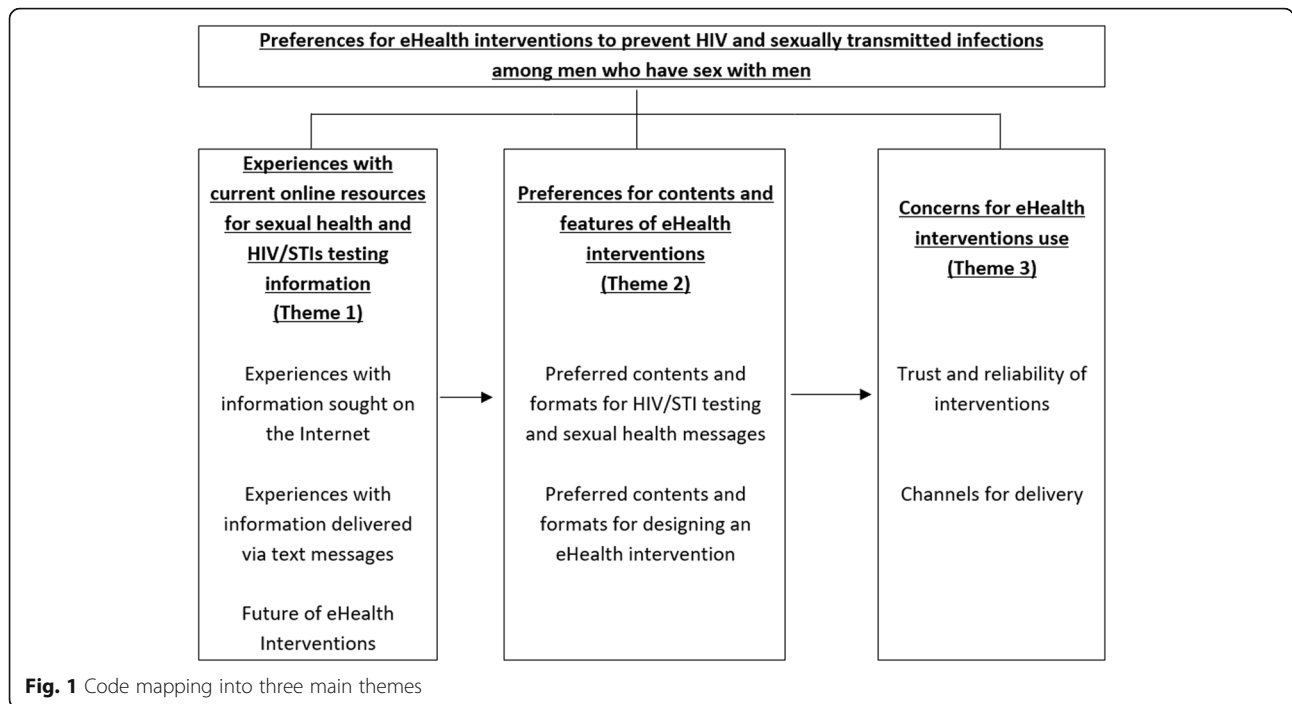 Preferences for eHealth interventions to prevent HIV and sexually transmitted infections
among men who have sex with men
Experiences with
current online resources
for sexual health and
HIV/STIs testing
information
(Theme 1)
Experiences with
information sought on
the Internet
Experiences with
information delivered
via text messages
Future of eHealth
Interventions
Preferences for contents and
features of eHealth
interventions
(Theme 2)
Preferred contents and
formats for HIV/STI testing
and sexual health messages
Preferred contents and
formats for designing an
eHealth intervention
Concerns for eHealth
interventions use
(Theme 3)
Trust and reliability of
interventions
Channels for delivery
Fig. 1 Code mapping into three main themes